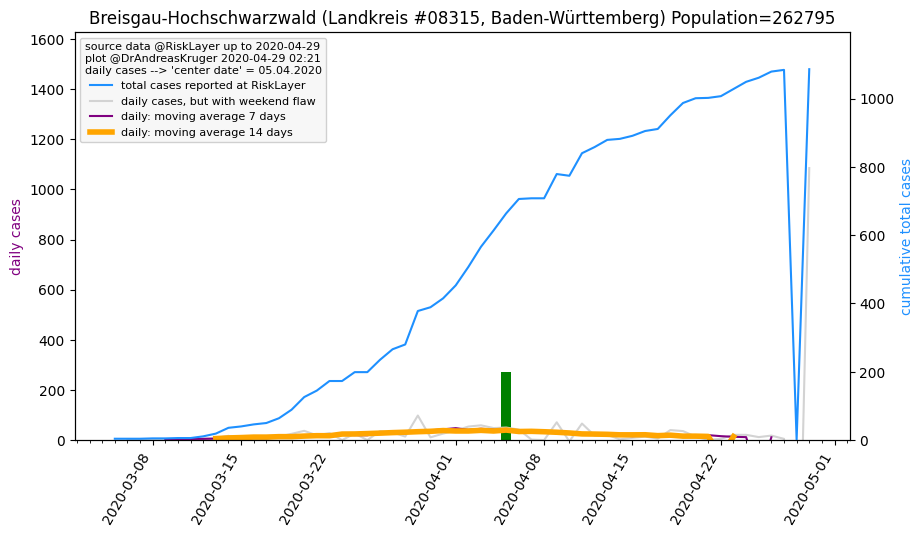 Breisgau-Hochschwarzwald (Landkreis #08315, Baden-Württemberg) Population=262795
source data @RiskLayer up to 2020-04-29
plot @DrAndreasKruger 2020-04-29 02:21
daily cases --> 'center date' = 05.04.2020
total cases reported at RiskLayer
daily cases, but with weekend flaw
daily: moving average 7 days
daily: moving average 14 days
1600
1400
1200
1000
800
600
400
200
0
daily cases
1000
800
600
400
200
0
cumulative total cases
2020-03-08
2020-03-15
2020-03-22
2020-04-01
2020-04-08
2020-04-15
2020-04-22
2020-05-01